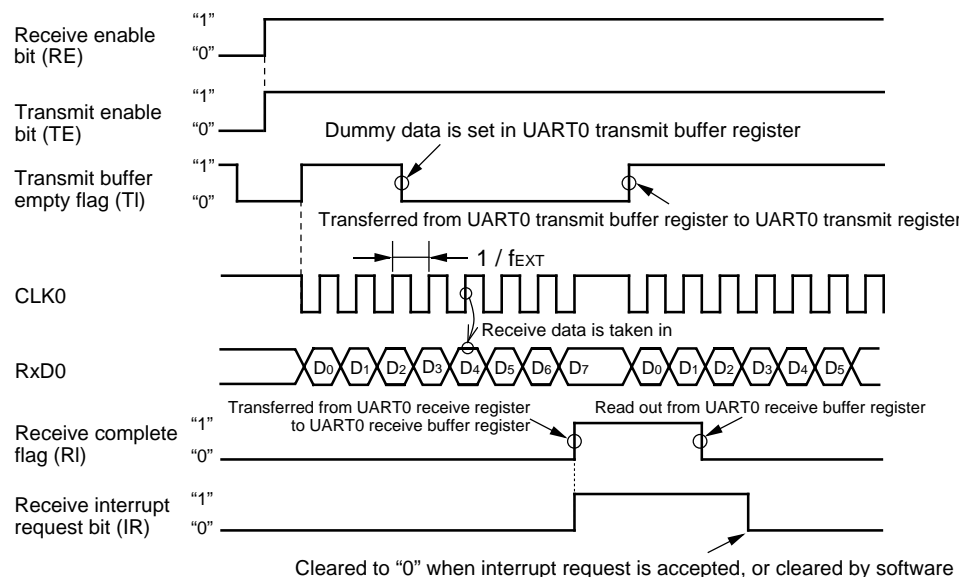 Receive enable
bit (RE)
“1”
“0”
Transmit enable
bit (TE)
“1”
“0”
Dummy data is set in UART0 transmit buffer register
Transmit buffer
empty flag (TI)
“1”
“0”
Transferred from UART0 transmit buffer register to UART0 transmit register
1 / fEXT
CLK0
Receive data is taken in
RxD0
D0 D1 D2 D3 D4 D5 D6 D7 D0 D1 D2 D3 D4 D5
Transferred from UART0 receive register
to UART0 receive buffer register
Read out from UART0 receive buffer register
Receive complete
flag (RI)
“1”
“0”
Receive interrupt
request bit (IR)
“1”
“0”
Cleared to “0” when interrupt request is accepted, or cleared by software